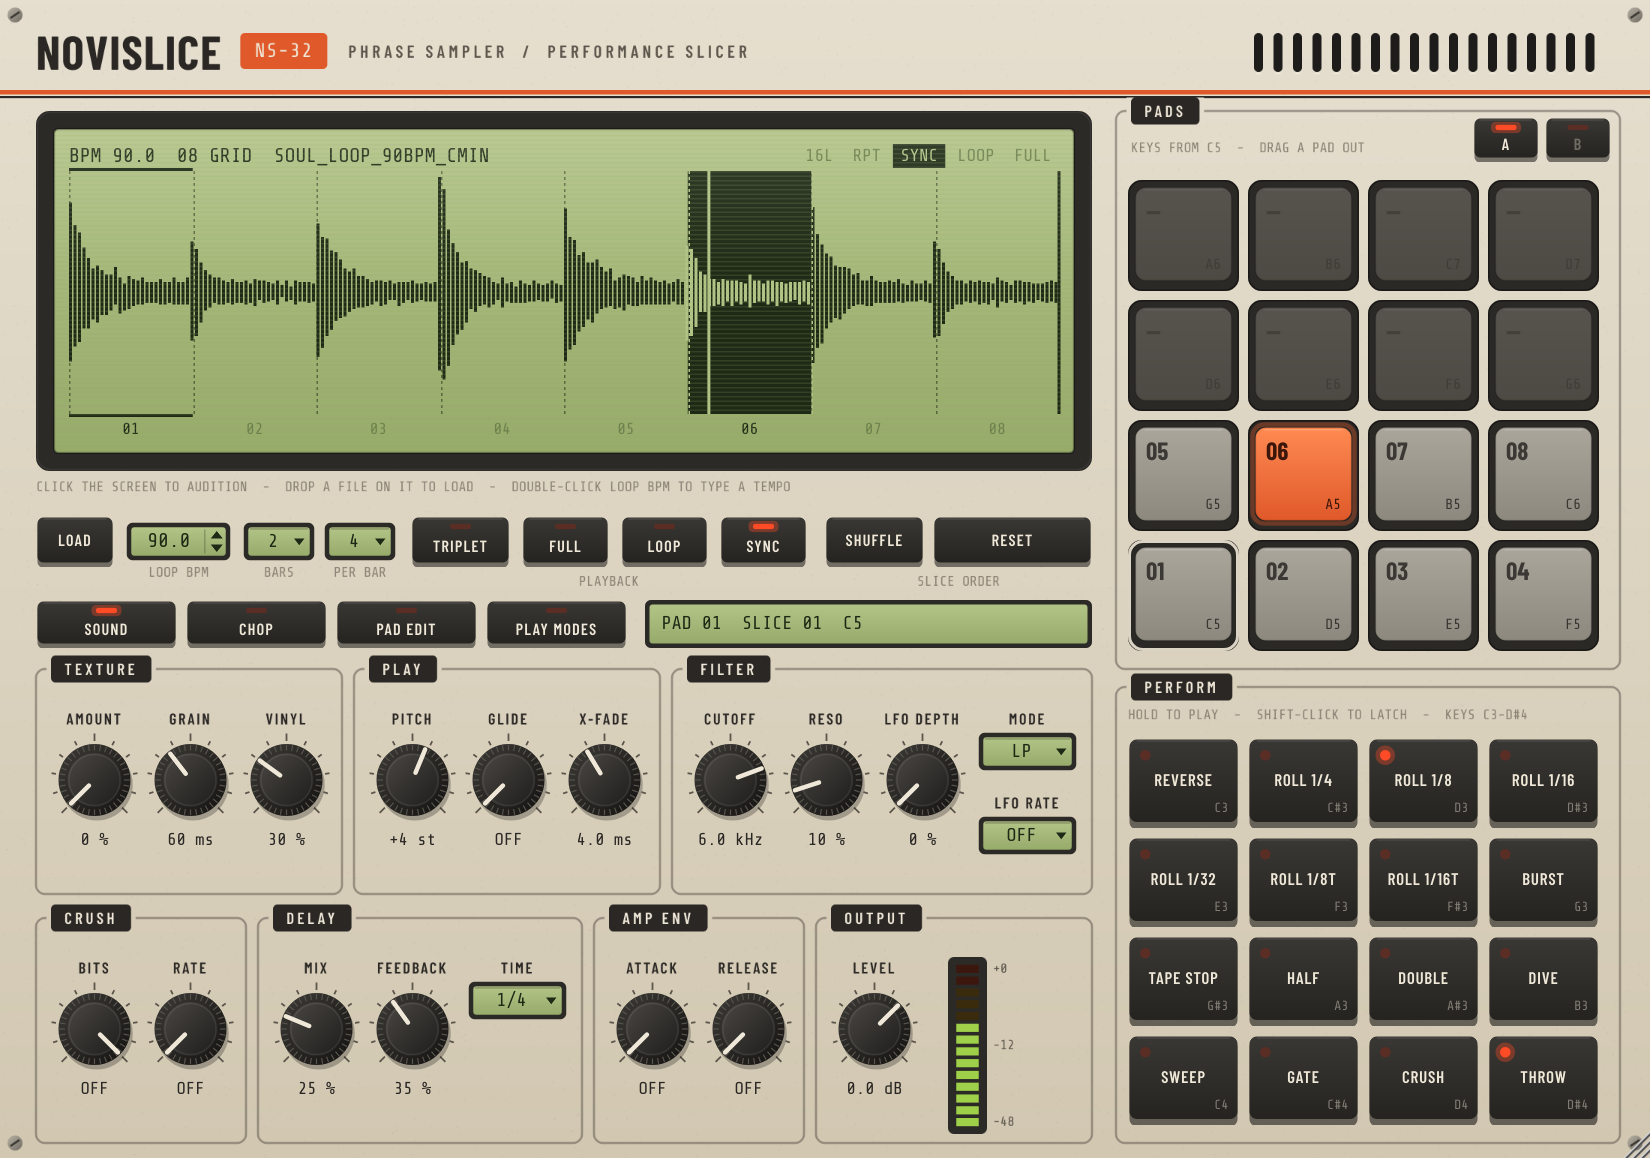 NOVISLICE NS-32 PHRASE SAMPLER / PERFORMANCE SLICER
BPM 90.0 08 GRID SOUL_LOOP_90BPM_CMIN 16L RPT SYNC LOOP FULL
01 02 03 04 05 06 07 08
CLICK THE SCREEN TO AUDITION - DROP A FILE ON IT TO LOAD - DOUBLE-CLICK LOOP BPM TO TYPE A TEMPO
LOAD 90.0 2 4 TRIPLET FULL LOOP SYNC SHUFFLE RESET
LOOP BPM BARS PER BAR PLAYBACK SLICE ORDER
SOUND CHOP PAD EDIT PLAY MODES PAD 01 SLICE 01 C5
TEXTURE
AMOUNT GRAIN VINYL
0 % 60 ms 30 %
PLAY
PITCH GLIDE X-FADE
+4 st OFF 4.0 ms
FILTER
CUTOFF RESO LFO DEPTH MODE
LP
LFO RATE
OFF
6.0 kHz 10 % 0 %
CRUSH
BITS RATE
OFF OFF
DELAY
MIX FEEDBACK TIME
1/4
25 % 35 %
AMP ENV
ATTACK RELEASE
OFF OFF
OUTPUT
LEVEL
0.0 dB
+0
-12
-48
PADS
KEYS FROM C5 - DRAG A PAD OUT A B
— — — —
A6 B6 C7 D7
— — — —
D6 E6 F6 G6
05 06 07 08
G5 A5 B5 C6
01 02 03 04
C5 D5 E5 F5
PERFORM
HOLD TO PLAY - SHIFT-CLICK TO LATCH - KEYS C3-D#4
REVERSE ROLL 1/4 ROLL 1/8 ROLL 1/16
C3 C#3 D3 D#3
ROLL 1/32 ROLL 1/8T ROLL 1/16T BURST
E3 F3 F#3 G3
TAPE STOP HALF DOUBLE DIVE
G#3 A3 A#3 B3
SWEEP GATE CRUSH THROW
C4 C#4 D4 D#4